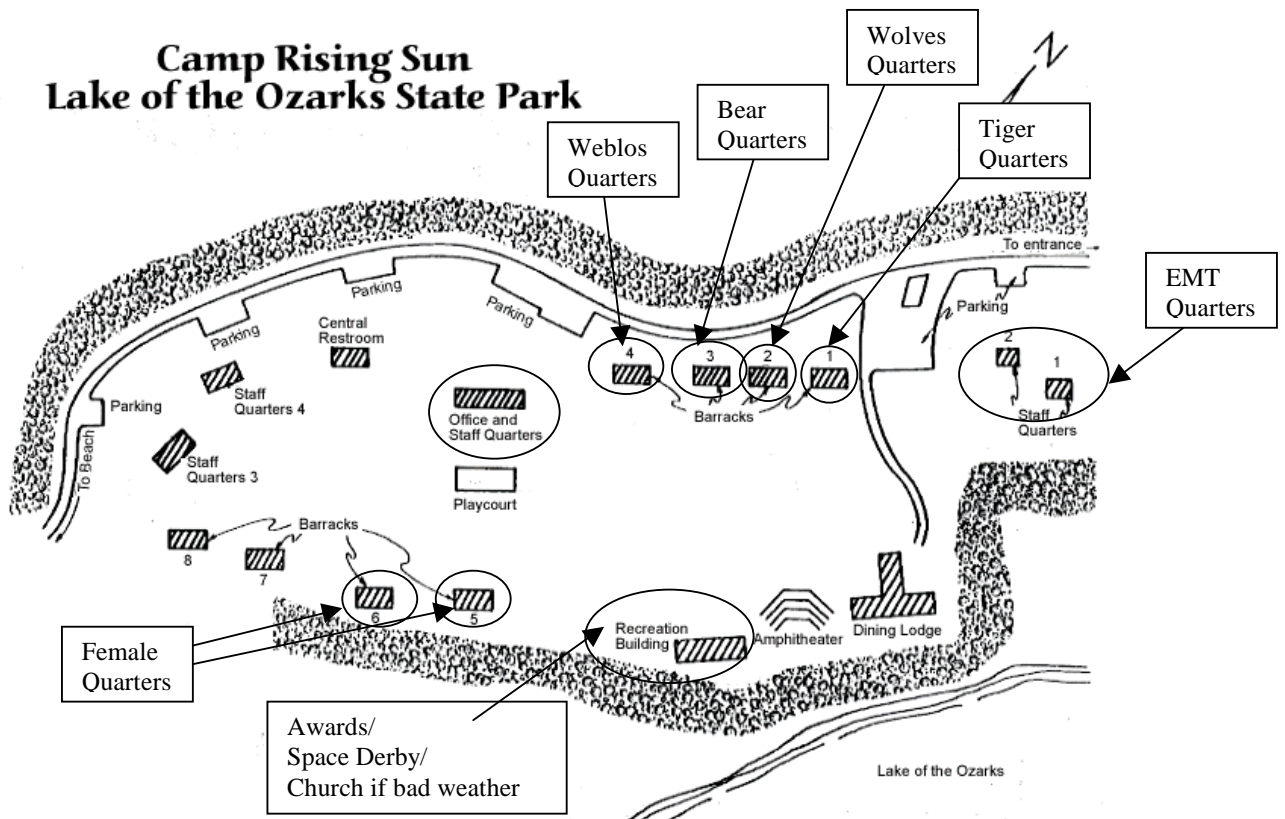 Camp Rising Sun
Lake of the Ozarks State Park
Wolves
Quarters
Bear
Quarters
Tiger
Quarters
Weblos
Quarters
N
To entrance
EMT
Quarters
Parking
Parking
Parking
Parking
Parking
Central
Restroom
Staff
Quarters 4
Staff
Quarters 3
To Beach
Office and
Staff Quarters
Playcourt
4
3
2
1
Barracks
2
1
Staff
Quarters
Barracks
8
7
6
5
Female
Quarters
Recreation
Building
Amphitheater
Dining Lodge
Awards/
Space Derby/
Church if bad weather
Lake of the Ozarks